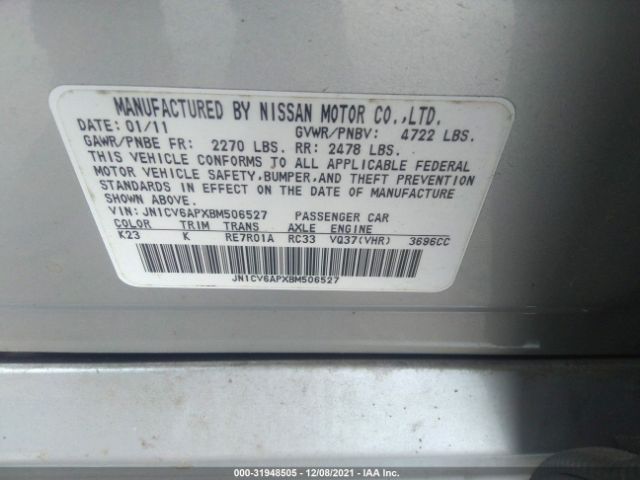 MANUFACTURED BY NISSAN MOTOR CO.,LTD.
DATE: 01/11 GVWR/PNBV: 4722 LBS.
GAWR/PNBE FR: 2270 LBS. RR: 2478 LBS.
THIS VEHICLE CONFORMS TO ALL APPLICABLE FEDERAL
MOTOR VEHICLE SAFETY, BUMPER, AND THEFT PREVENTION
STANDARDS IN EFFECT ON THE DATE OF MANUFACTURE
SHOWN ABOVE.
VIN: JN1CV6APXBM506527 PASSENGER CAR
COLOR TRIM TRANS AXLE ENGINE
K23 K RE7R01A RC33 VQ37(VHR) 3696CC
JN1CV6APXBM506527
000-31948505 - 12/08/2021 - IAA Inc.